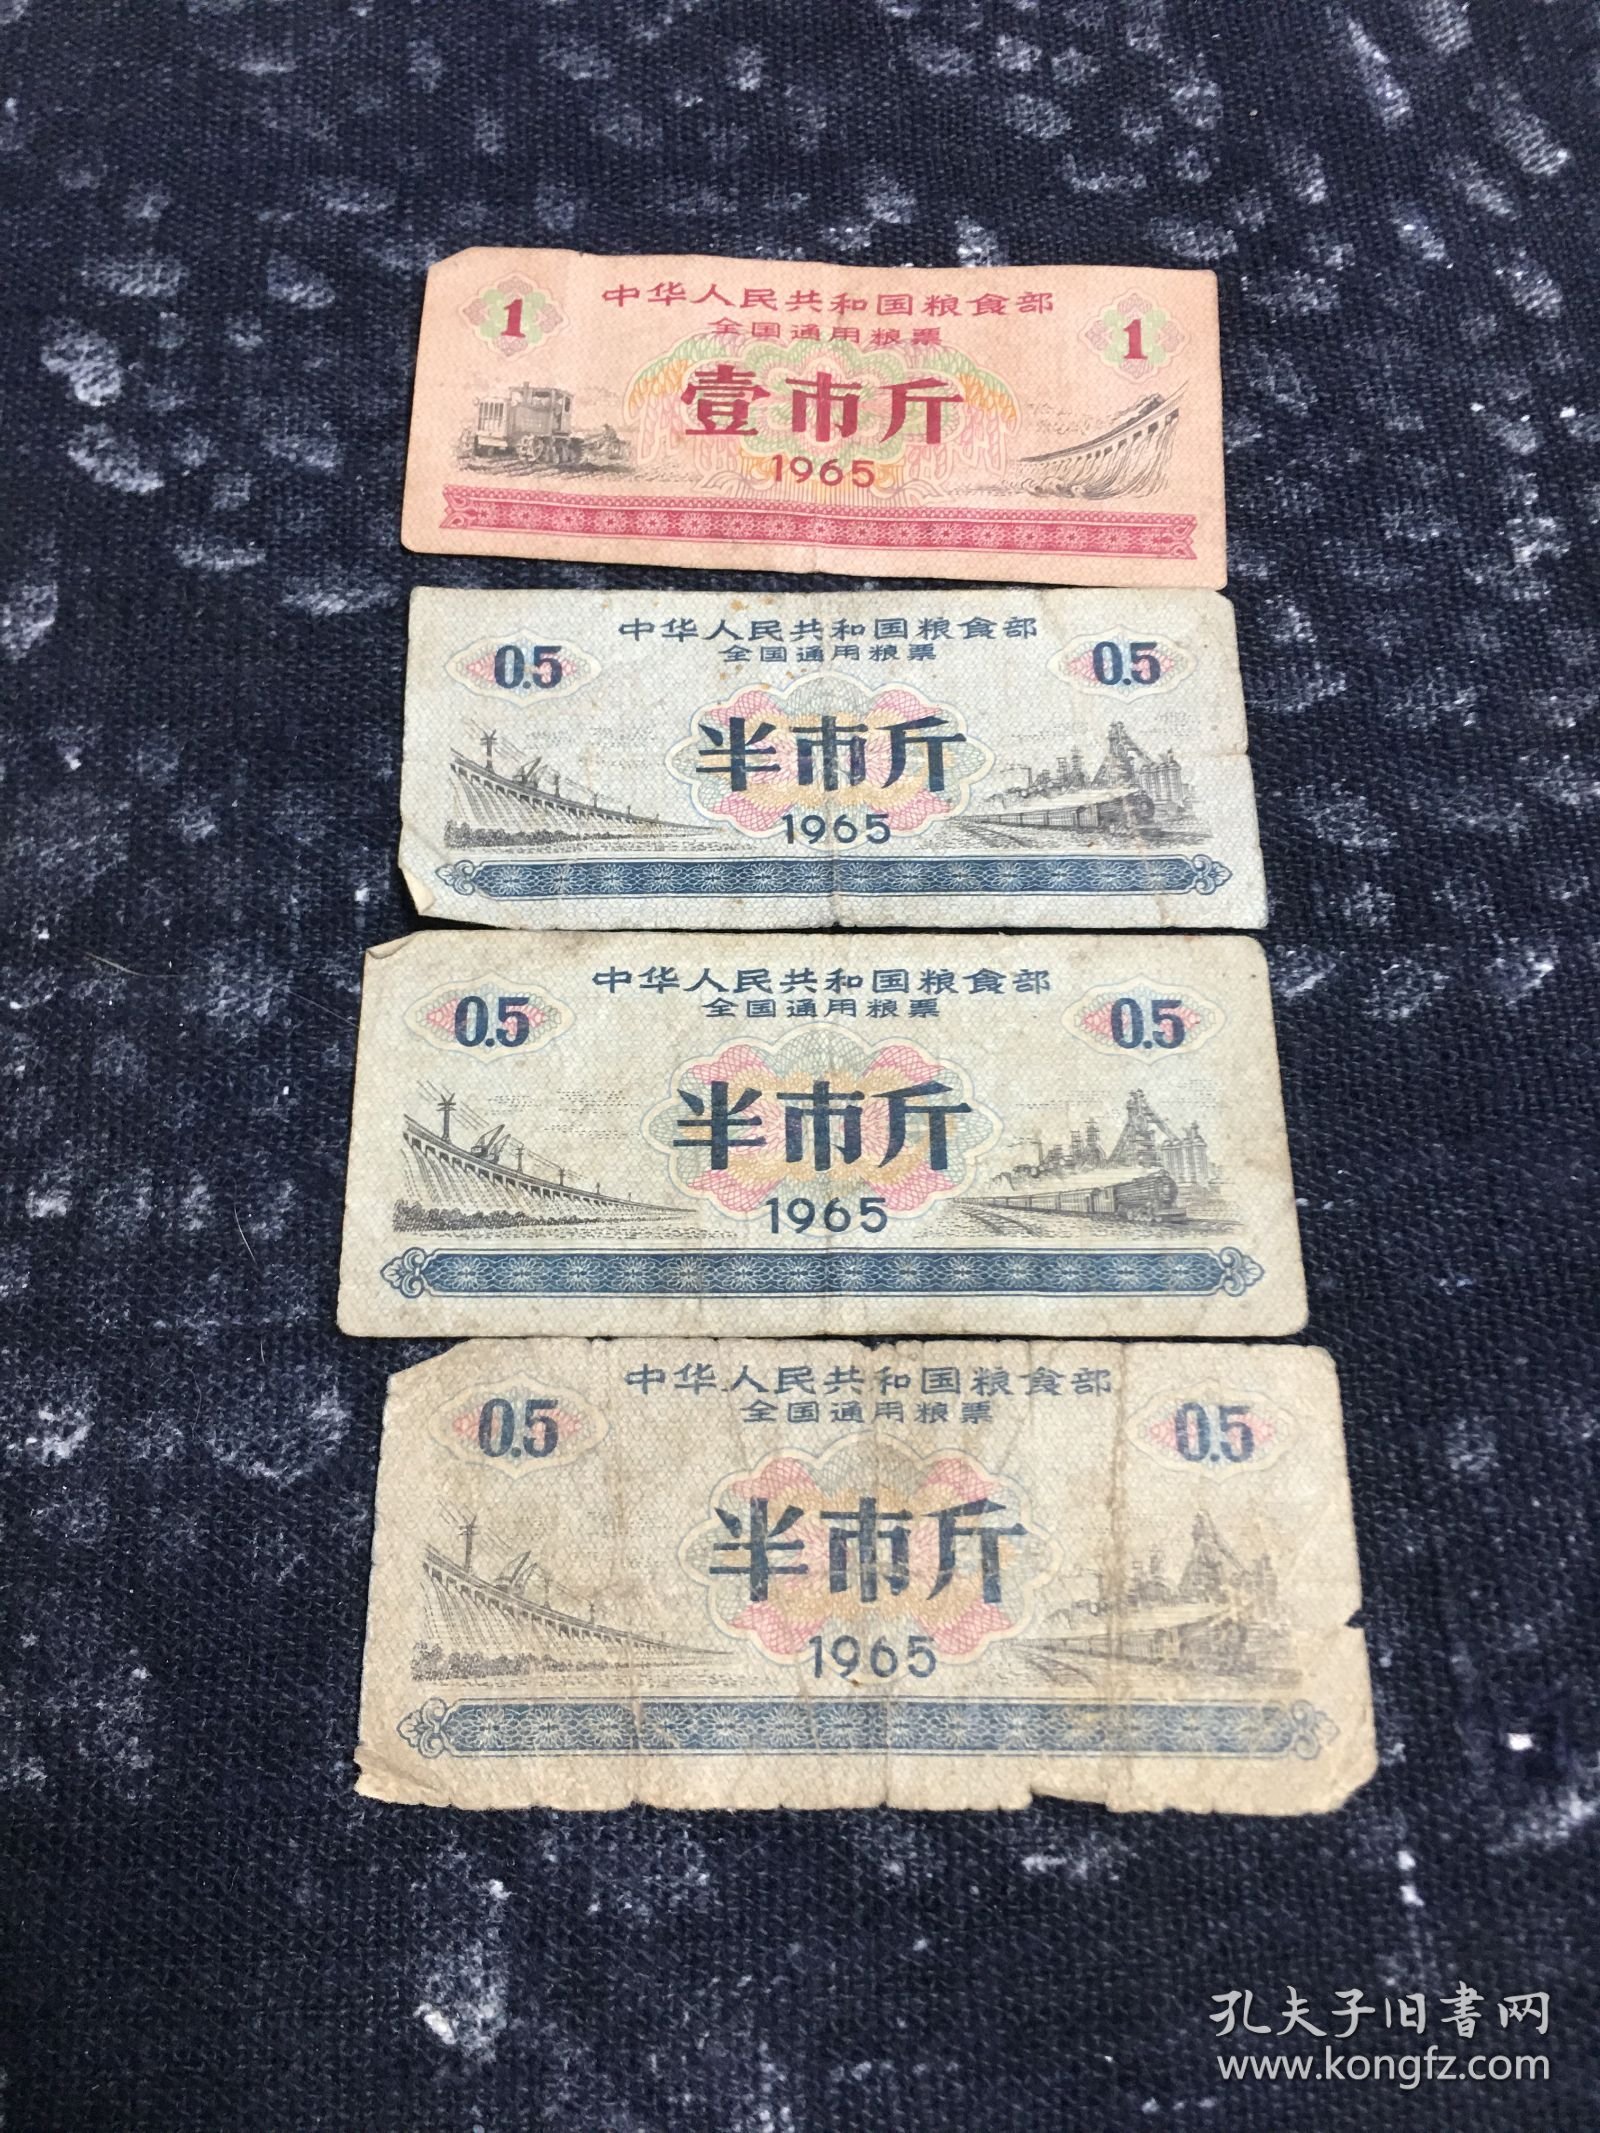 中华人民共和国粮食部
全国通用粮票
1
1
壹市斤
1965
中华人民共和国粮食部
全国通用粮票
0.5
0.5
半市斤
1965
中华人民共和国粮食部
全国通用粮票
0.5
0.5
半市斤
1965
中华人民共和国粮食部
全国通用粮票
0.5
0.5
半市斤
1965
孔夫子旧書网
www.kongfz.com